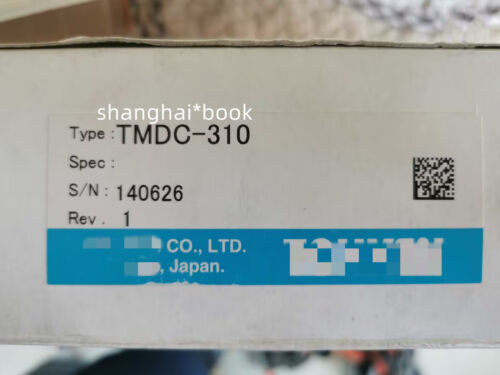 shanghai*book
Type : TMDC-310
Spec :
S/N : 140626
Rev . 1
CO., LTD.
, Japan.